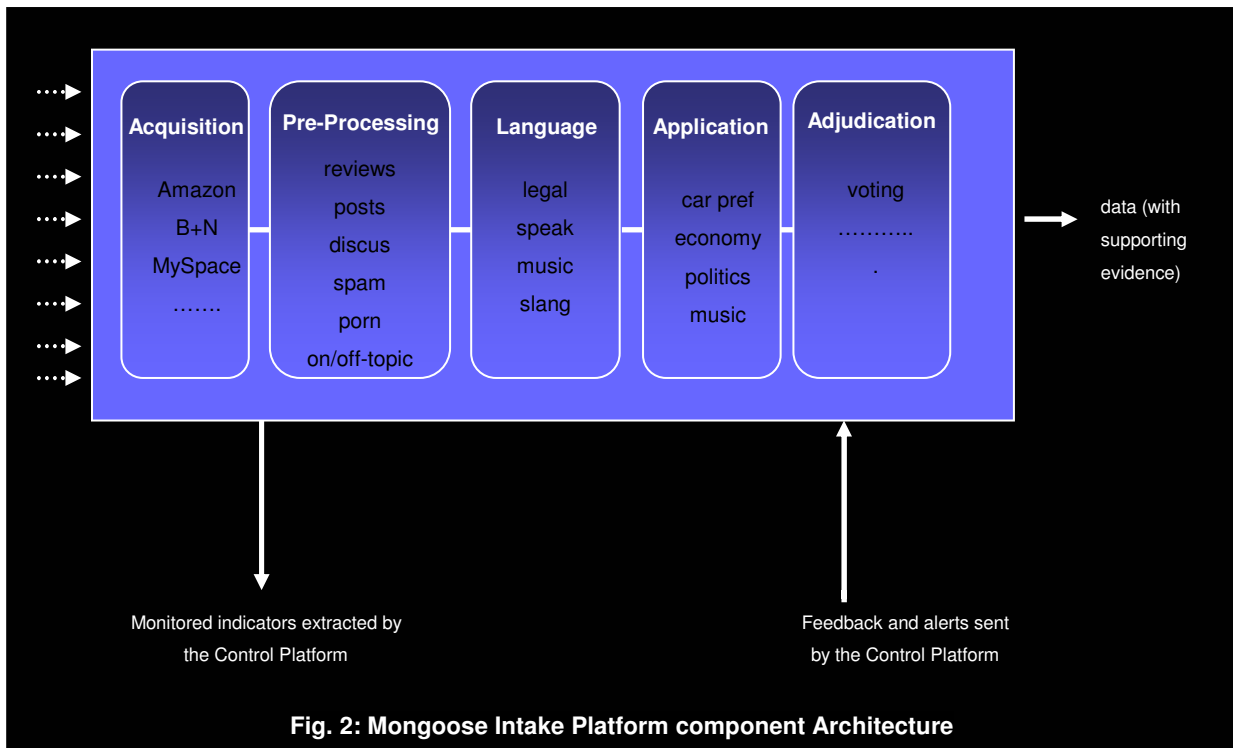 Acquisition
Amazon
B+N
MySpace
.......
Pre-Processing
reviews
posts
discus
spam
porn
on/off-topic
Language
legal
speak
music
slang
Application
car pref
economy
politics
music
Adjudication
voting
...........
.
data (with
supporting
evidence)
Monitored indicators extracted by
the Control Platform
Feedback and alerts sent
by the Control Platform
Fig. 2: Mongoose Intake Platform component Architecture